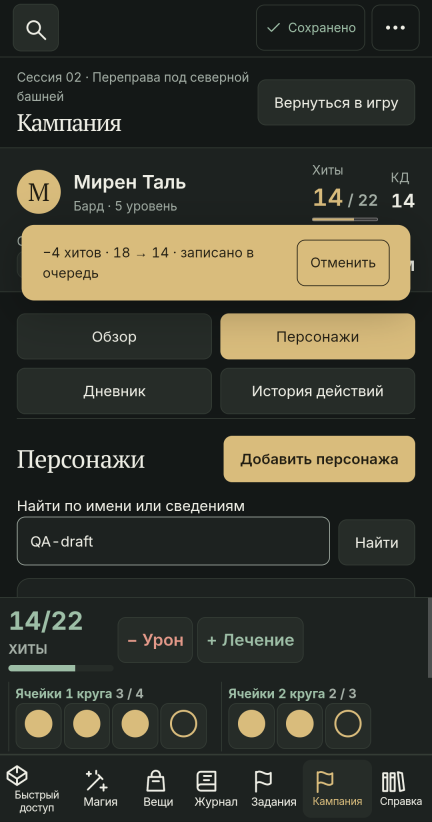 Сохранено
Сессия 02 · Переправа под северной
башней
Кампания
Вернуться в игру
М
Мирен Таль
Бард · 5 уровень
Хиты
14 / 22
КД
14
−4 хитов · 18 → 14 · записано в
очередь
Отменить
Обзор
Персонажи
Дневник
История действий
Персонажи
Добавить персонажа
Найти по имени или сведениям
QA-draft
Найти
14/22
ХИТЫ
− Урон
+ Лечение
Ячейки 1 круга 3 / 4
Ячейки 2 круга 2 / 3
Быстрый
доступ
Магия
Вещи
Журнал
Задания
Кампания
Справка